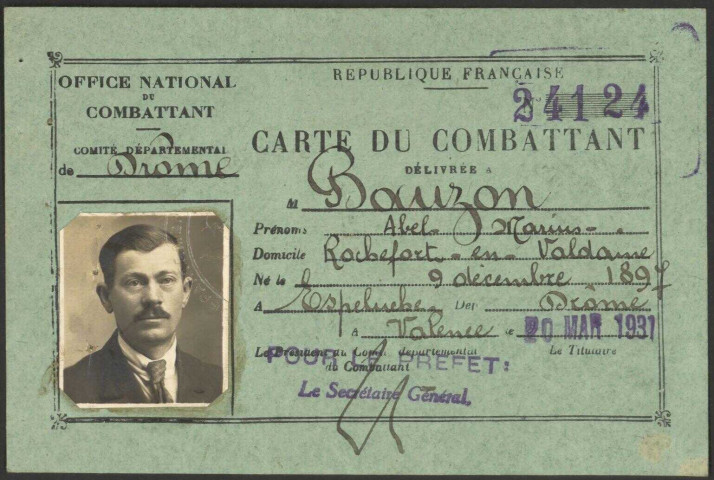 OFFICE NATIONAL
DU
COMBATTANT
COMITÉ DÉPARTEMENTAL
de Drôme
RÉPUBLIQUE FRANÇAISE
24124
CARTE DU COMBATTANT
DÉLIVRÉE A
M Bauzon
Prénoms Abel Marius
Domicile Rochefort-en-Valdaine
Né le 9 décembre 1897
A Espeluche Dep Drôme
A Valence le 20 MAR 1931
Le Président du Comité départemental Le Titulaire
du Combattant
POUR LE PREFET:
Le Secrétaire Général,